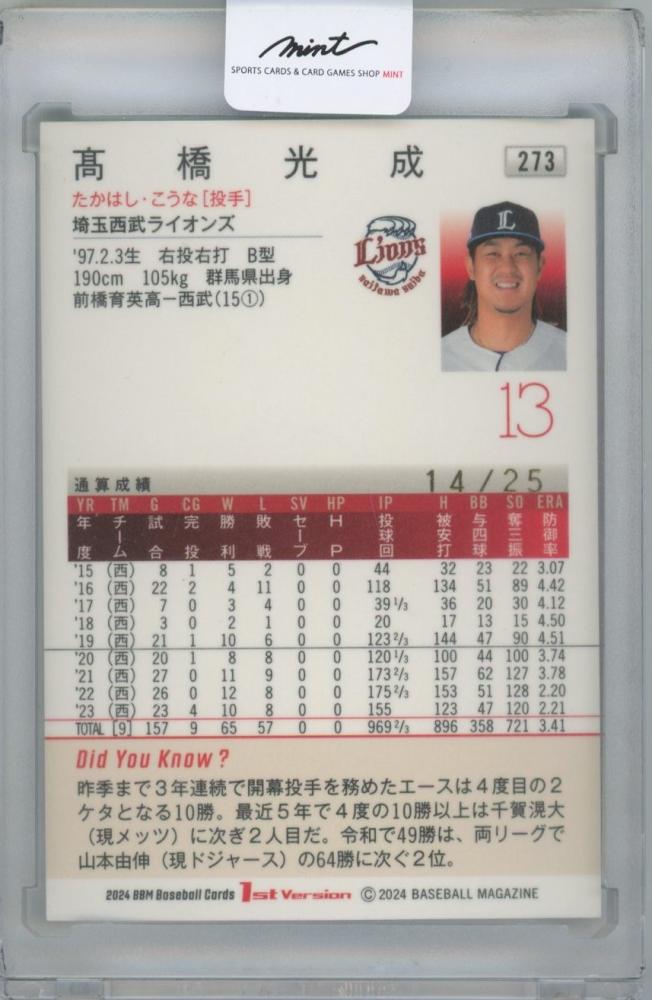 mint
SPORTS CARDS & CARD GAMES SHOP MINT
髙橋光成
273
たかはし・こうな[投手]
埼玉西武ライオンズ
'97.2.3生 右投右打 B型
190cm 105kg 群馬県出身
前橋育英高ー西武(15①)
Lions
Saitama Seibu
L
13
通算成績
14/25
YR TM G CG W L SV HP IP H BB SO ERA
年度 チーム 試合 完投 勝利 敗戦 セーブ HP 投球回 被安打 与四球 奪三振 防御率
'15 (西) 8 1 5 2 0 0 44 32 23 22 3.07
'16 (西) 22 2 4 11 0 0 118 134 51 89 4.42
'17 (西) 7 0 3 4 0 0 39 1/3 36 20 30 4.12
'18 (西) 3 0 2 1 0 0 20 17 13 15 4.50
'19 (西) 21 1 10 6 0 0 123 2/3 144 47 90 4.51
'20 (西) 20 1 8 8 0 0 120 1/3 100 44 100 3.74
'21 (西) 27 0 11 9 0 0 173 2/3 157 62 127 3.78
'22 (西) 26 0 12 8 0 0 175 2/3 153 51 128 2.20
'23 (西) 23 4 10 8 0 0 155 123 47 120 2.21
TOTAL [9] 157 9 65 57 0 0 969 2/3 896 358 721 3.41
Did You Know?
昨季まで3年連続で開幕投手を務めたエースは4度目の2
ケタとなる10勝。最近5年で4度の10勝以上は千賀滉大
(現メッツ)に次ぎ2人目だ。令和で49勝は、両リーグで
山本由伸(現ドジャース)の64勝に次ぐ2位。
2024 BBM Baseball Cards 1st Version ©2024 BASEBALL MAGAZINE